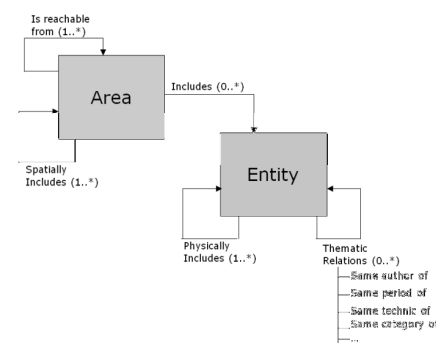 Is reachable
from (1..*)
Area
Includes (0..*)
Spatially
Includes (1..*)
Entity
Physically
Includes (1..*)
Thematic
Relations (0..*)
Same author of
Same period of
Same technic of
Same category of
...